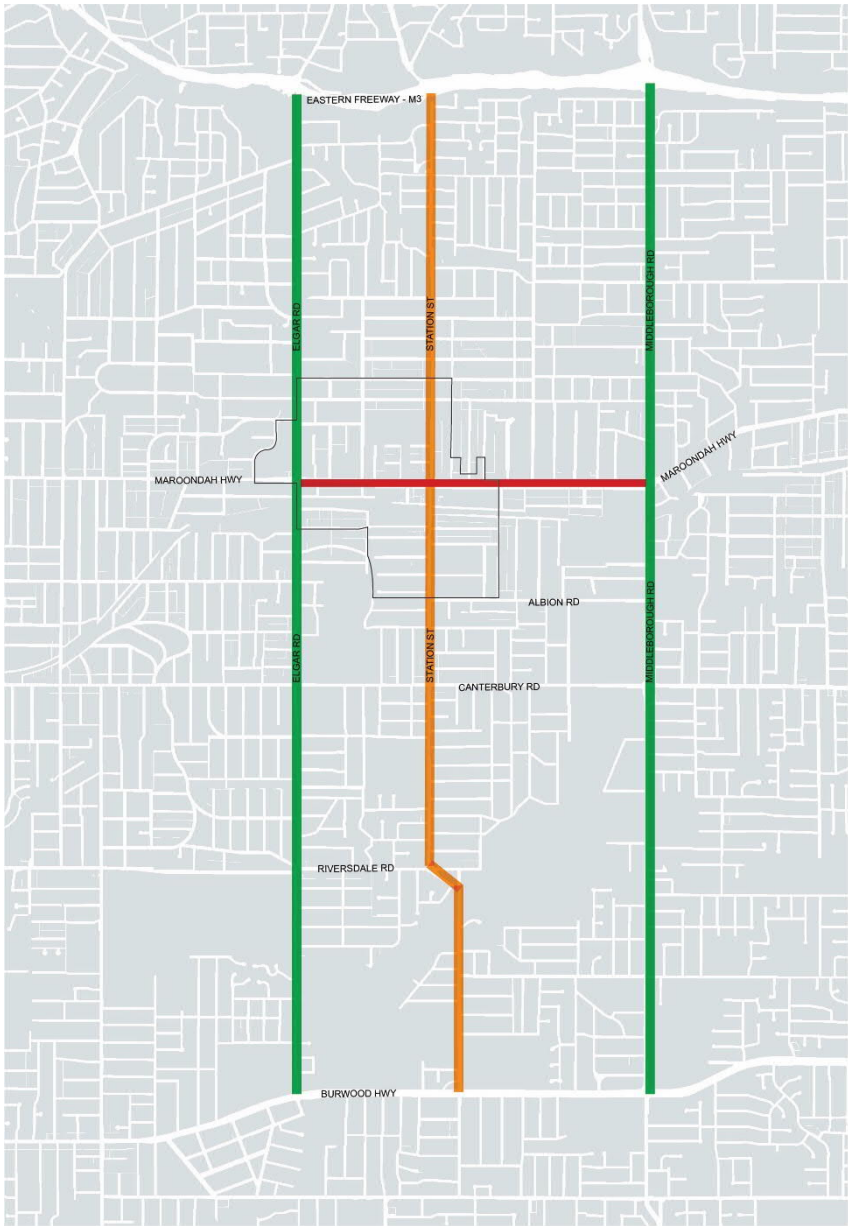 EASTERN FREEWAY - M3
ELGAR RD
STATION ST
MIDDLEBOROUGH RD
MAROONDAH HWY
MAROONDAH HWY
ALBION RD
ELGAR RD
STATION ST
MIDDLEBOROUGH RD
CANTERBURY RD
RIVERSDALE RD
BURWOOD HWY